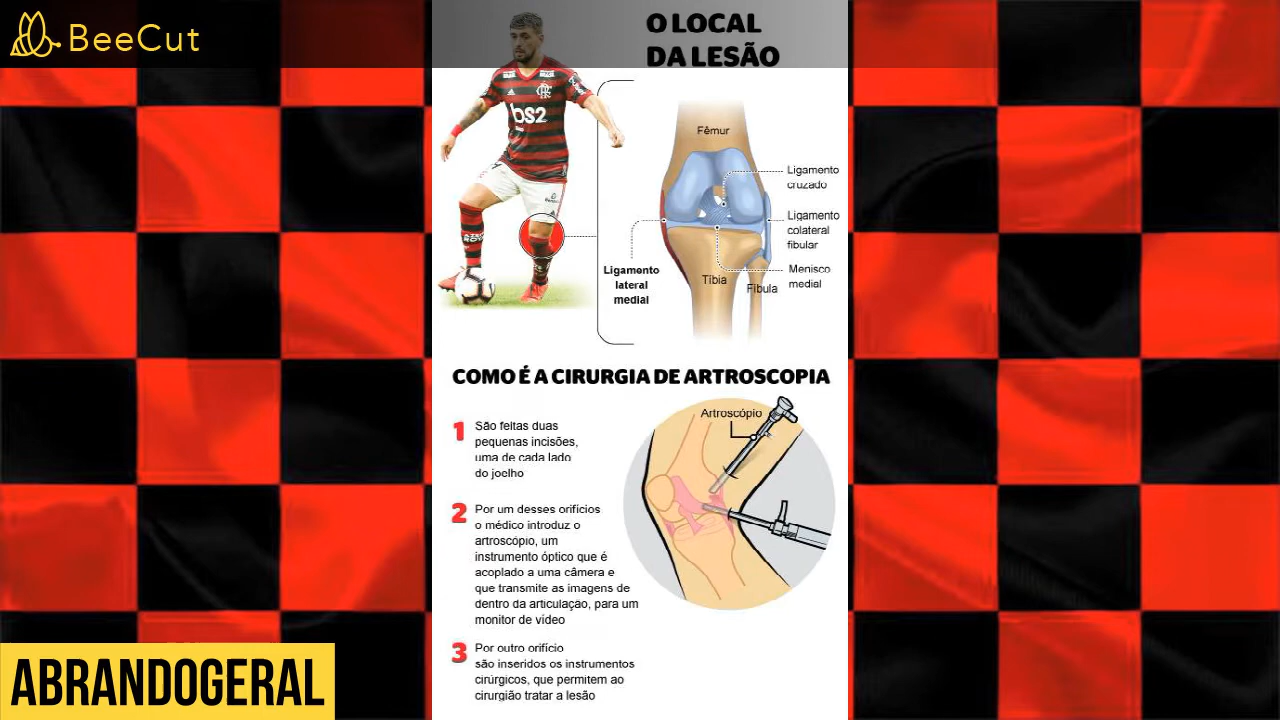 BeeCut
O LOCAL
DA LESÃO
bs2
Fêmur
Ligamento
cruzado
Ligamento
colateral
fibular
Menisco
medial
Ligamento
lateral
medial
Tíbia
Fíbula
COMO É A CIRURGIA DE ARTROSCOPIA
Artroscópio
1
São feitas duas
pequenas incisões,
uma de cada lado
do joelho
2
Por um desses orifícios
o médico introduz o
artroscópio, um
instrumento óptico que é
acoplado a uma câmera e
que transmite as imagens de
dentro da articulação, para um
monitor de vídeo
3
Por outro orifício
são inseridos os instrumentos
cirúrgicos, que permitem ao
cirurgião tratar a lesão
ABRANDOGERAL